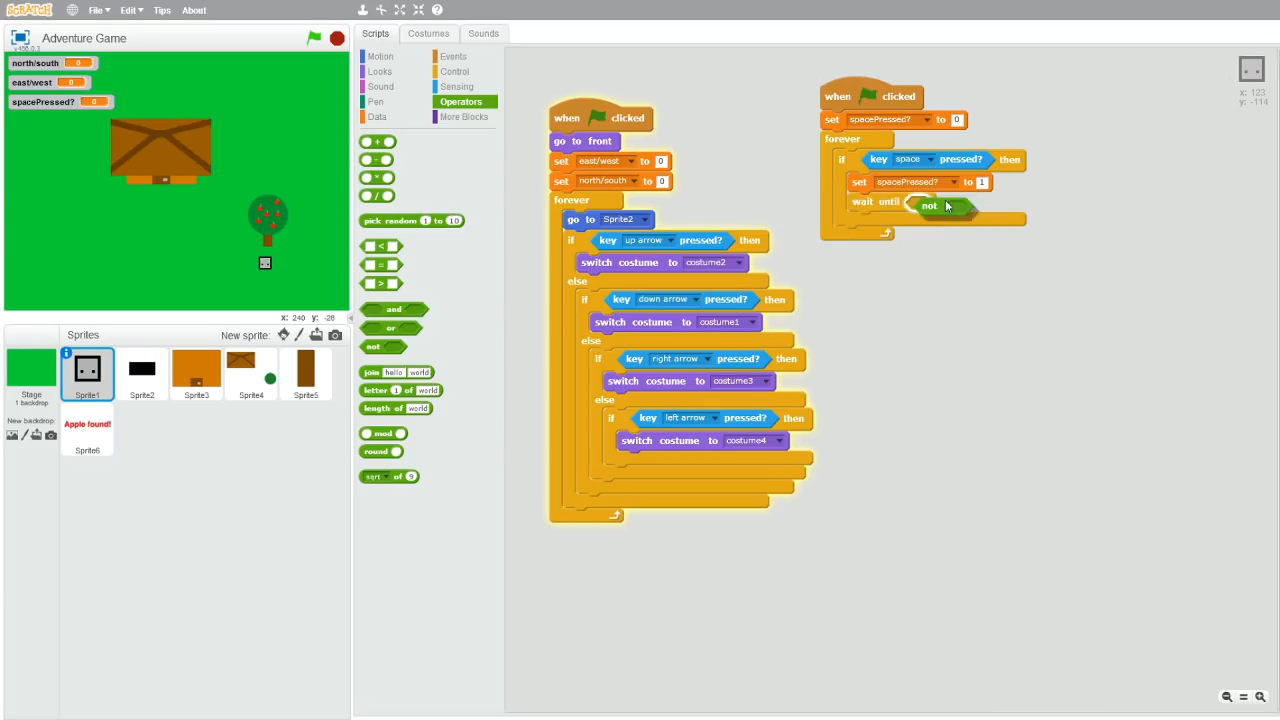 SCRATCH File Edit Tips About
Adventure Game
v456.0.3
north/south 0
east/west 0
spacePressed? 0
x: 240 y: -26
Sprites New sprite:
Stage
1 backdrop
New backdrop:
Sprite1 Sprite2 Sprite3 Sprite4 Sprite5
Apple found!
Sprite6
Scripts Costumes Sounds
Motion Events
Looks Control
Sound Sensing
Pen Operators
Data More Blocks
+
-
*
/
pick random 1 to 10
<
=
>
and
or
not
join hello world
letter 1 of world
length of world
mod
round
sqrt of 9
when clicked
go to front
set east/west to 0
set north/south to 0
forever
go to Sprite2
if key up arrow pressed? then
switch costume to costume2
else
if key down arrow pressed? then
switch costume to costume1
else
if key right arrow pressed? then
switch costume to costume3
else
if key left arrow pressed? then
switch costume to costume4
when clicked
set spacePressed? to 0
forever
if key space pressed? then
set spacePressed? to 1
wait until not
x: 123
y: -114